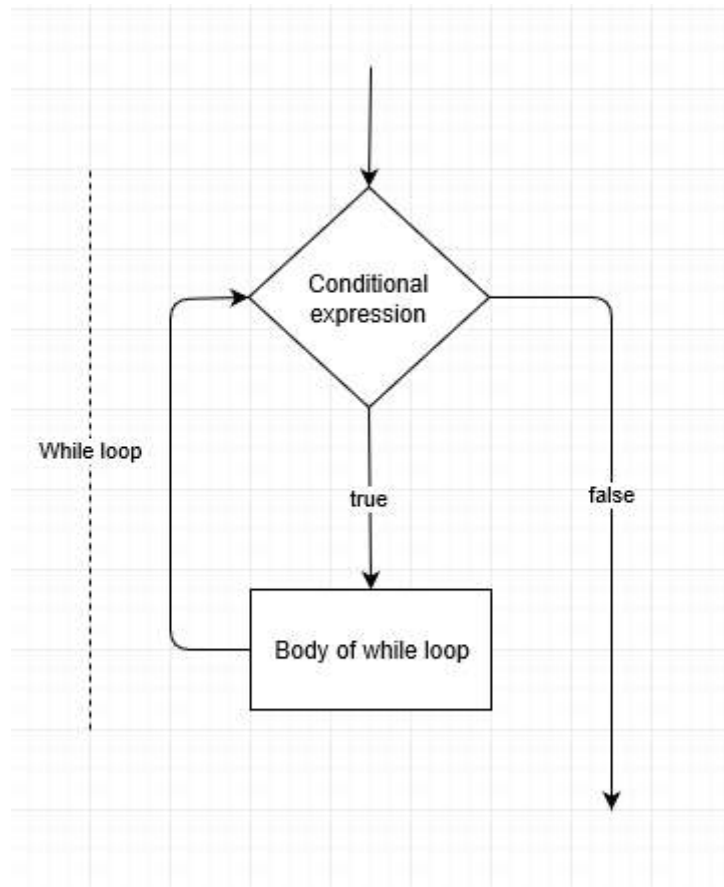 Conditional
expression
While loop
true
false
Body of while loop